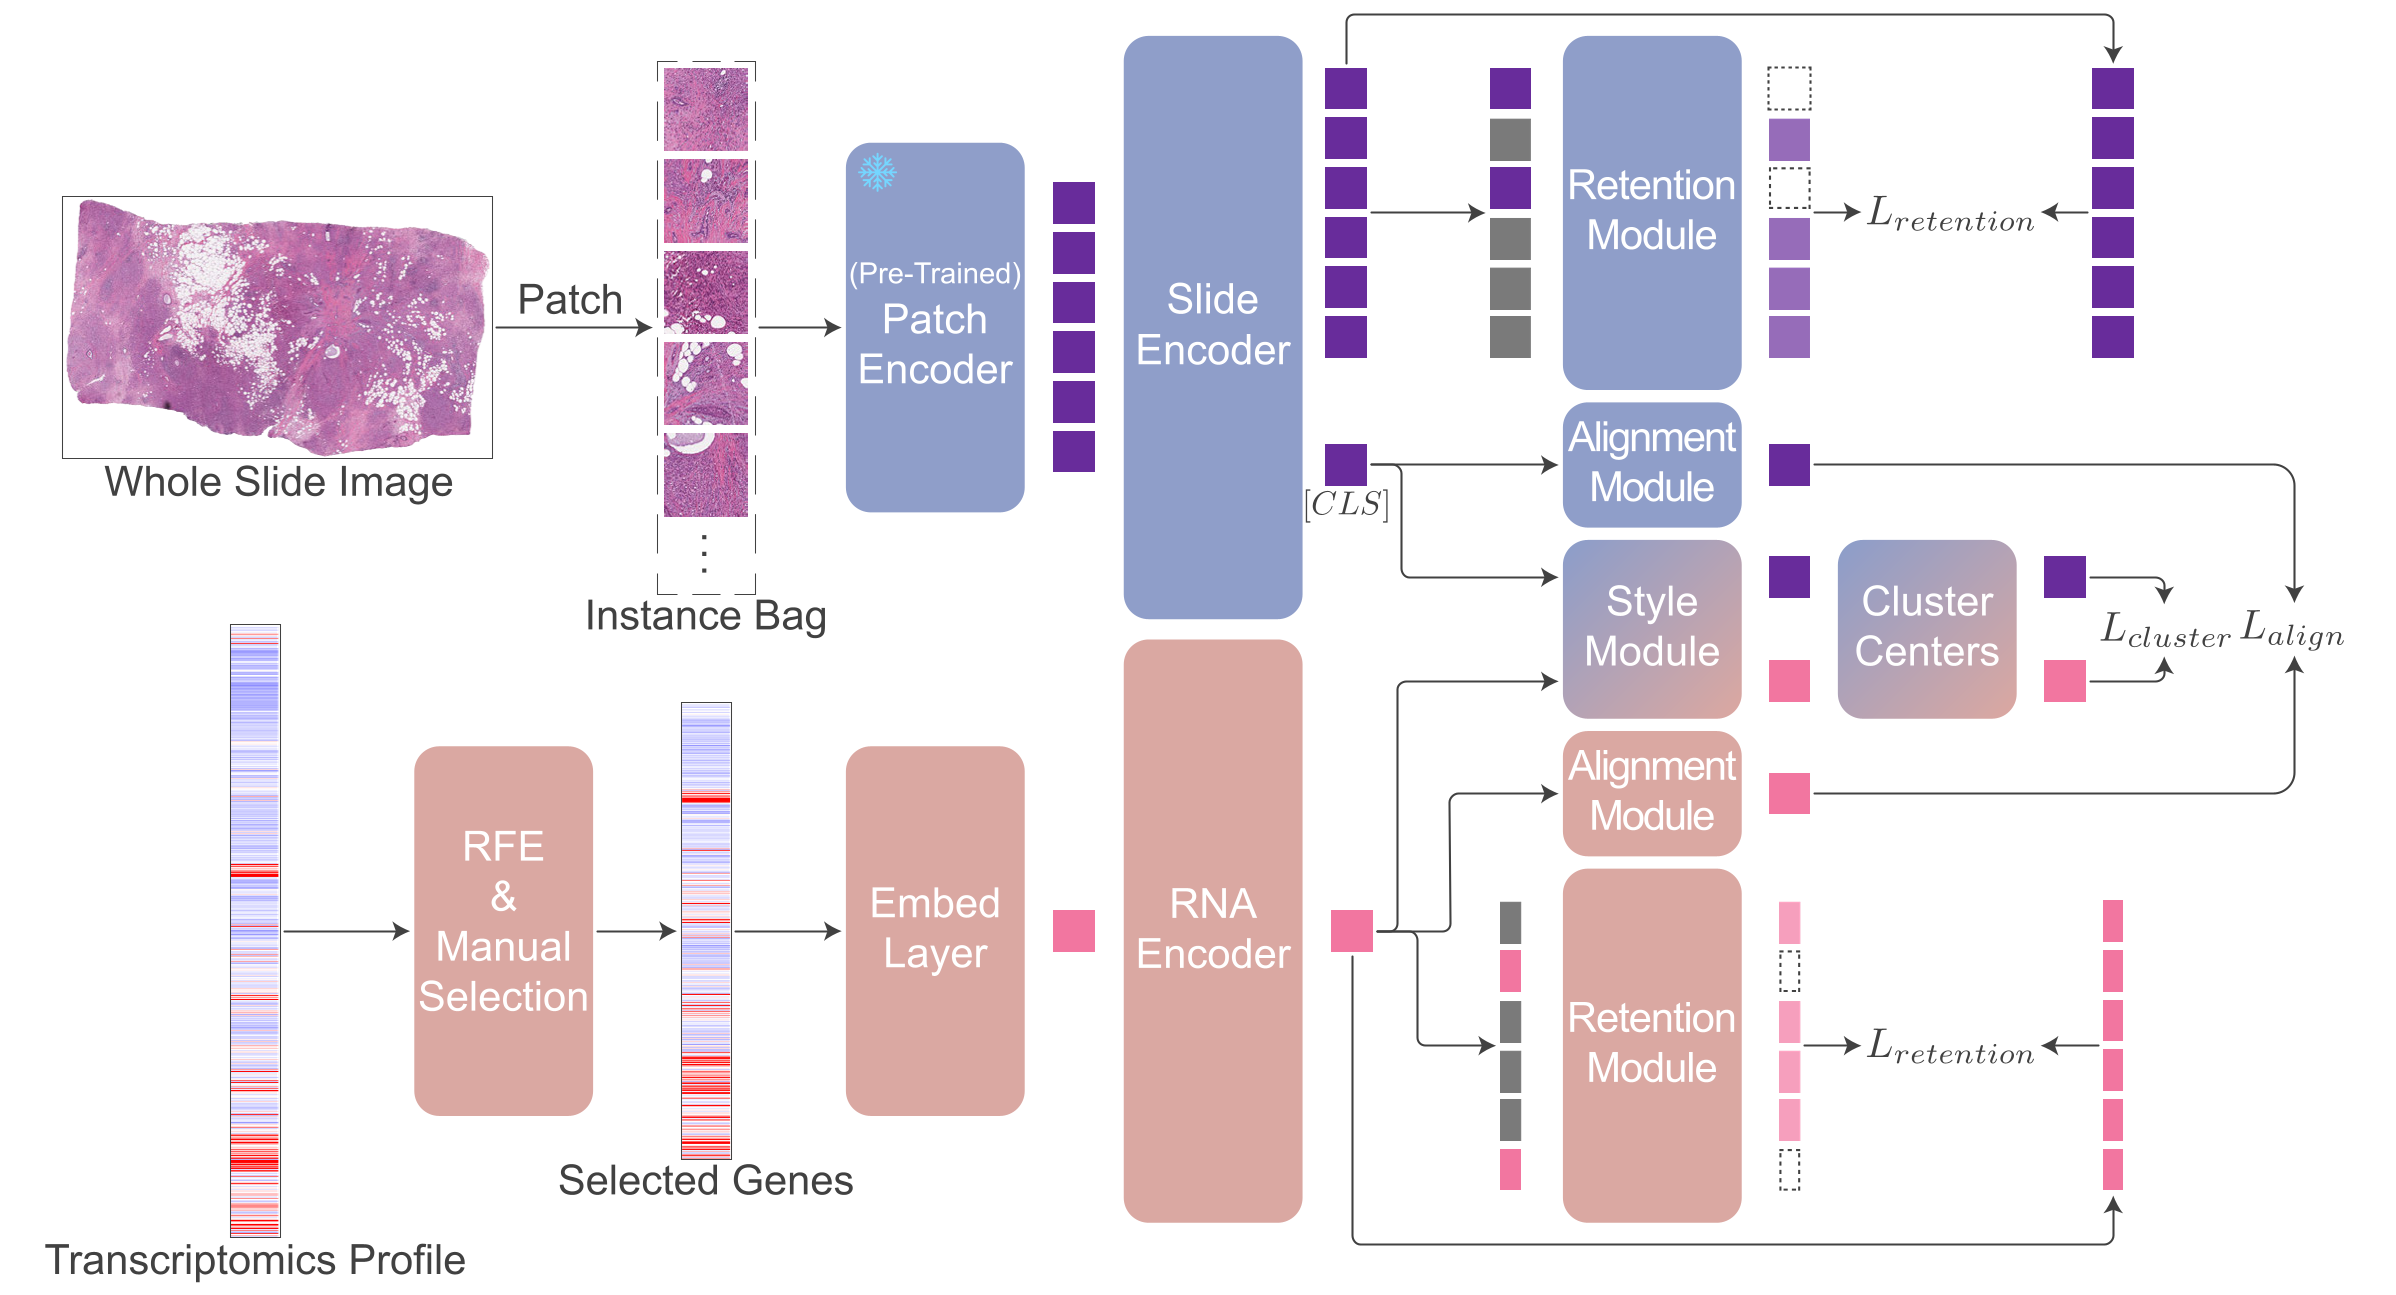 Whole Slide Image
Patch
Instance Bag
(Pre-Trained)
Patch
Encoder
Slide
Encoder
[CLS]
Retention
Module
L_{retention}
Alignment
Module
Style
Module
Cluster
Centers
L_{cluster}
L_{align}
Transcriptomics Profile
RFE
&
Manual
Selection
Selected Genes
Embed
Layer
RNA
Encoder
Alignment
Module
Retention
Module
L_{retention}